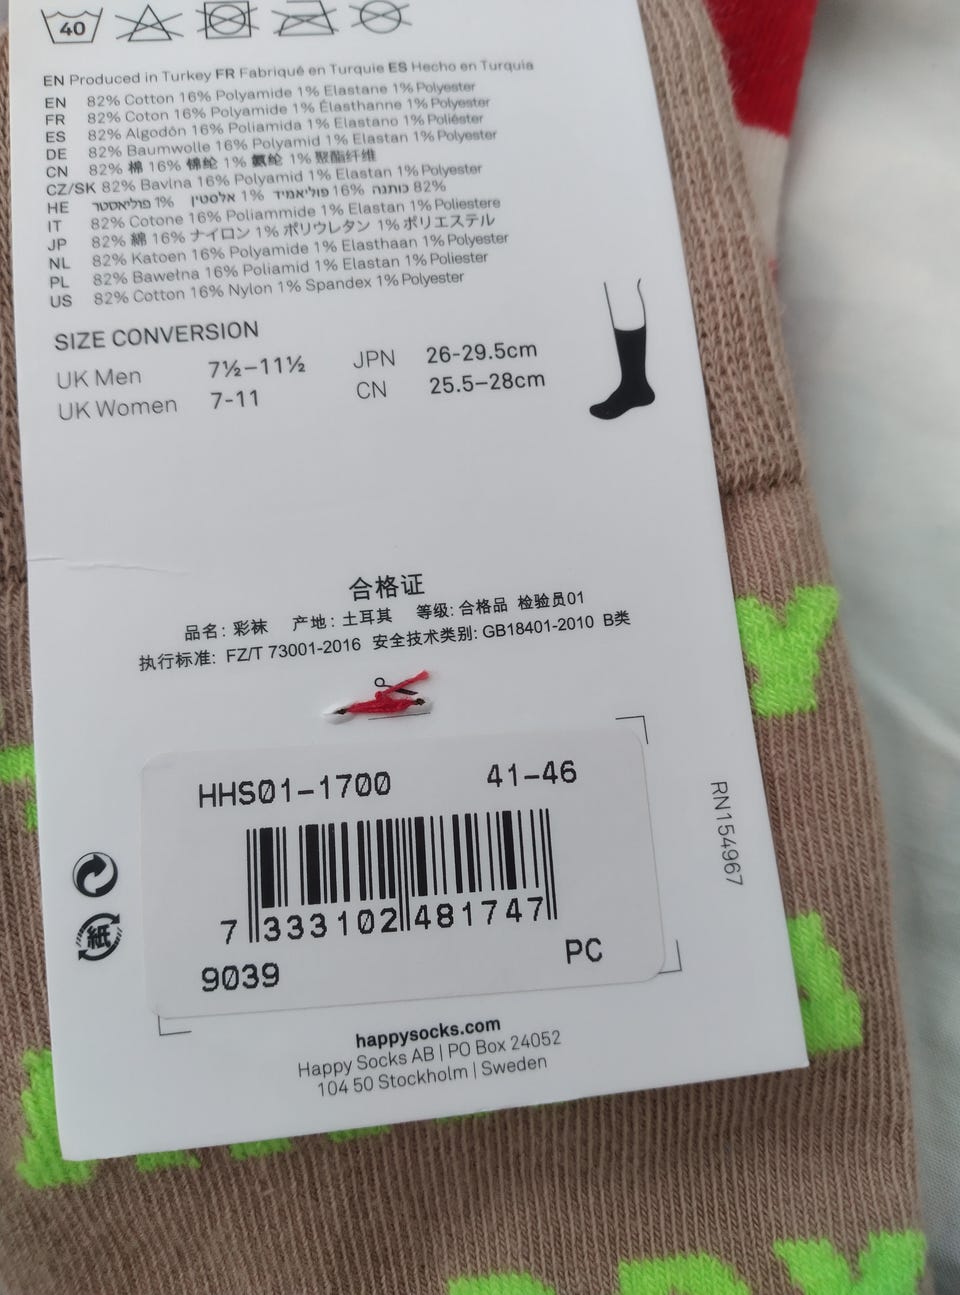 40
EN Produced in Turkey FR Fabriqué en Turquie ES Hecho en Turquia
EN 82% Cotton 16% Polyamide 1% Elastane 1% Polyester
FR 82% Coton 16% Polyamide 1% Élasthanne 1% Polyester
ES 82% Algodón 16% Poliamida 1% Elastano 1% Poliéster
DE 82% Baumwolle 16% Polyamid 1% Elastan 1% Polyester
CN 82% 棉 16% 锦纶 1% 氨纶 1% 聚酯纤维
CZ/SK 82% Bavlna 16% Polyamid 1% Elastan 1% Polyester
HE 82% כותנה 16% פוליאמיד 1% אלסטין 1% פוליאסטר
IT 82% Cotone 16% Poliammide 1% Elastan 1% Poliestere
JP 82% 綿 16% ナイロン 1% ポリウレタン 1% ポリエステル
NL 82% Katoen 16% Polyamide 1% Elasthaan 1% Polyester
PL 82% Bawełna 16% Poliamid 1% Elastan 1% Poliester
US 82% Cotton 16% Nylon 1% Spandex 1% Polyester
SIZE CONVERSION
UK Men 7½–11½ JPN 26-29.5cm
UK Women 7-11 CN 25.5–28cm
合格证
品名: 彩袜 产地: 土耳其 等级: 合格品 检验员01
执行标准: FZ/T 73001-2016 安全技术类别: GB18401-2010 B类
HHS01-1700 41-46
7 333102 481747
9039 PC
RN154967
紙
happysocks.com
Happy Socks AB | PO Box 24052
104 50 Stockholm | Sweden